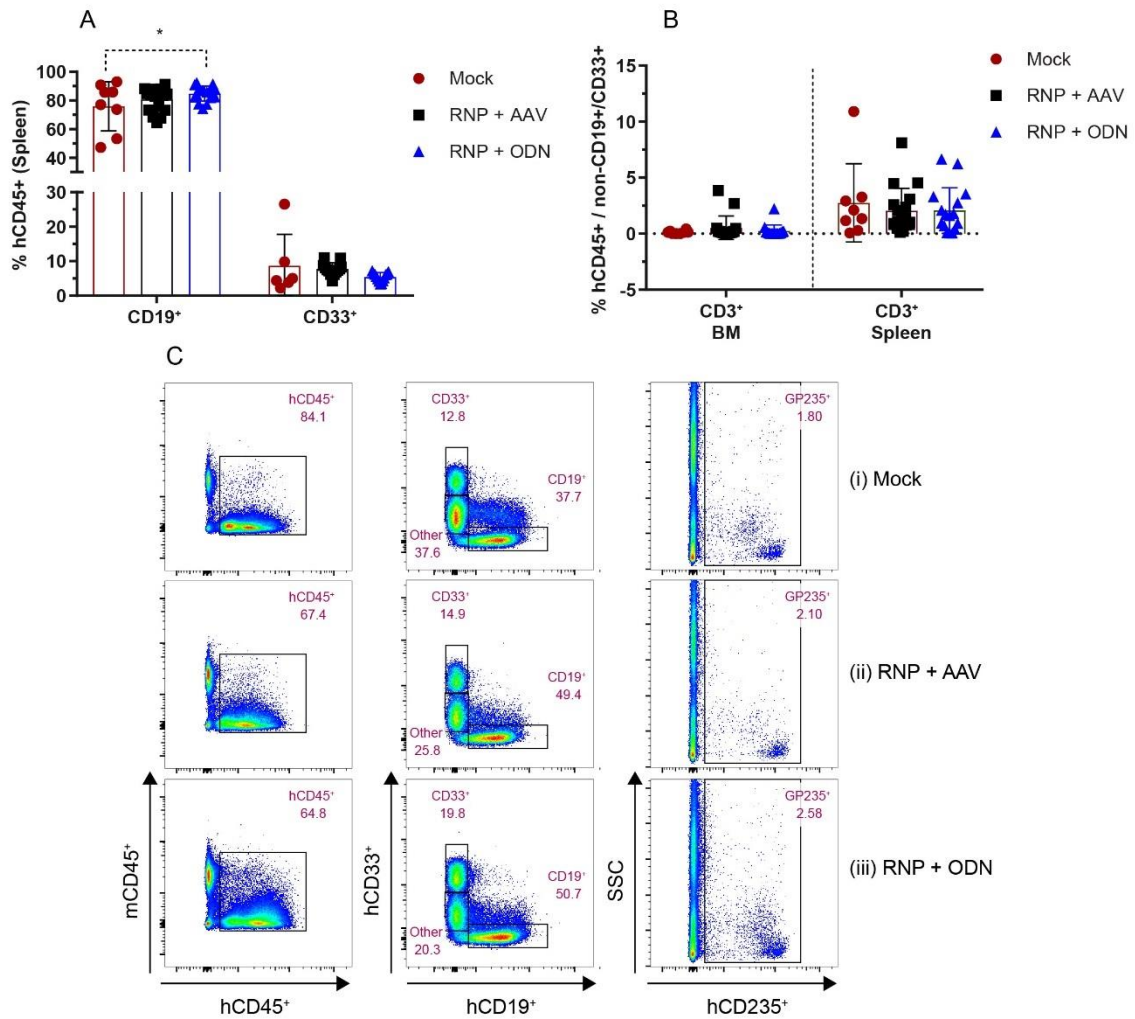 A
*
% hCD45+ (Spleen)
100
80
60
40
30
20
10
0
CD19⁺
CD33⁺
Mock
RNP + AAV
RNP + ODN
B
% hCD45+ / non-CD19+/CD33+
15
10
5
0
-5
CD3⁺
BM
CD3⁺
Spleen
Mock
RNP + AAV
RNP + ODN
C
hCD45⁺
84.1
CD33⁺
12.8
CD19⁺
37.7
Other
37.6
GP235⁺
1.80
(i) Mock
hCD45⁺
67.4
CD33⁺
14.9
CD19⁺
49.4
Other
25.8
GP235⁺
2.10
(ii) RNP + AAV
hCD45⁺
64.8
CD33⁺
19.8
CD19⁺
50.7
Other
20.3
GP235⁺
2.58
(iii) RNP + ODN
mCD45⁺
hCD45⁺
hCD33⁺
hCD19⁺
SSC
hCD235⁺